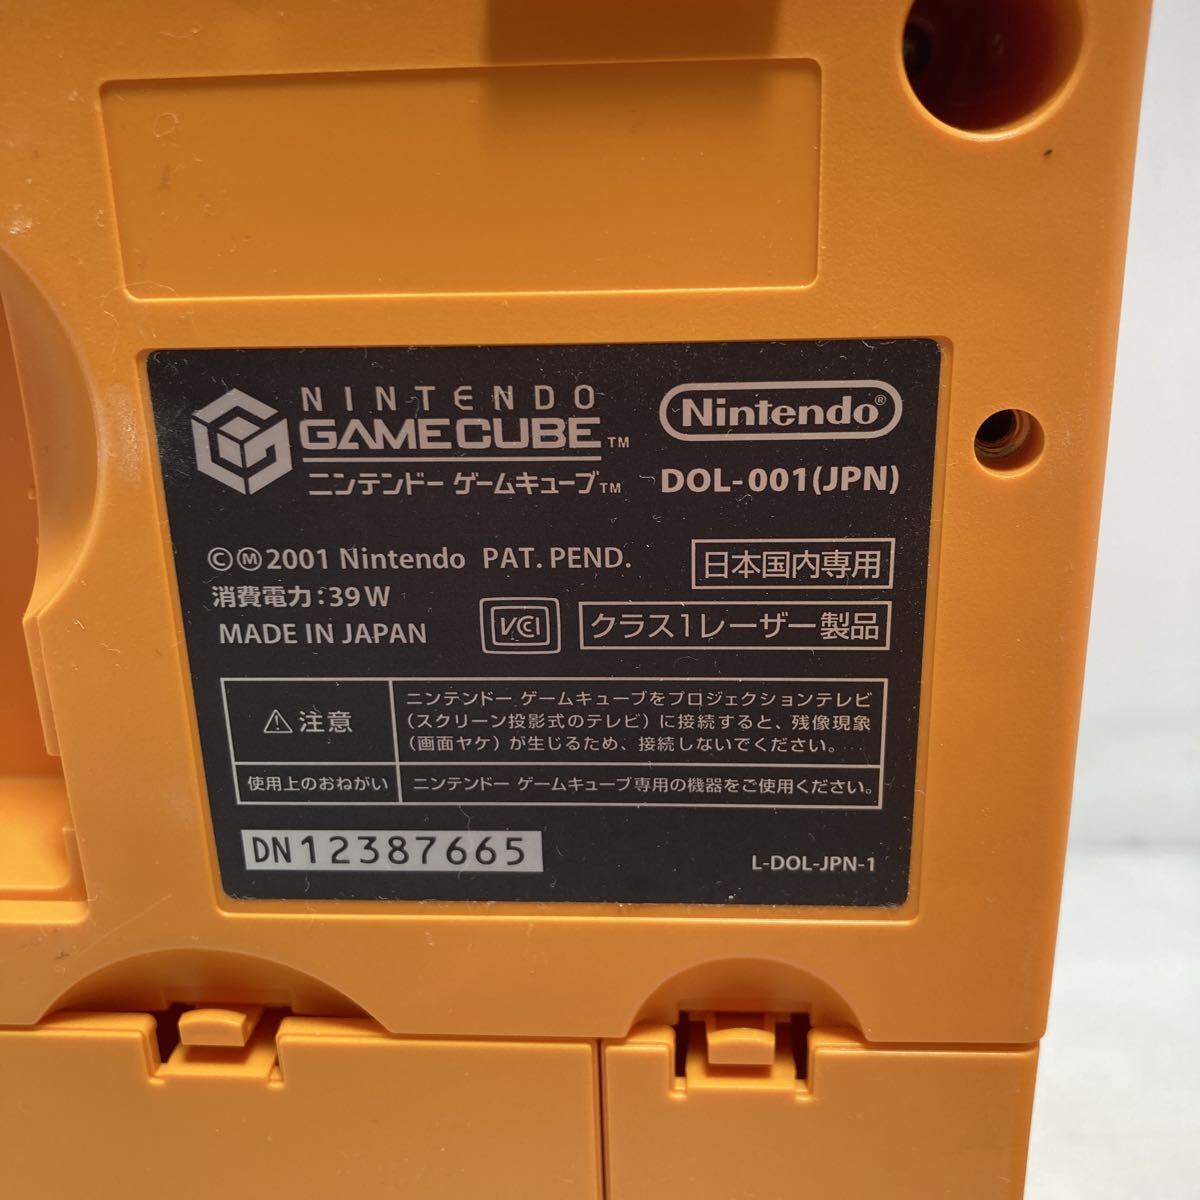 NINTENDO
GAMECUBE™
ニンテンドー ゲームキューブ™
Nintendo®
DOL-001(JPN)
©Ⓜ2001 Nintendo PAT. PEND.
日本国内専用
消費電力:39W
MADE IN JAPAN
VCCI
クラス1レーザー製品
⚠注意
ニンテンドー ゲームキューブをプロジェクションテレビ
(スクリーン投影式のテレビ)に接続すると、残像現象
(画面ヤケ)が生じるため、接続しないでください。
使用上のおねがい
ニンテンドー ゲームキューブ専用の機器をご使用ください。
DN12387665
L-DOL-JPN-1